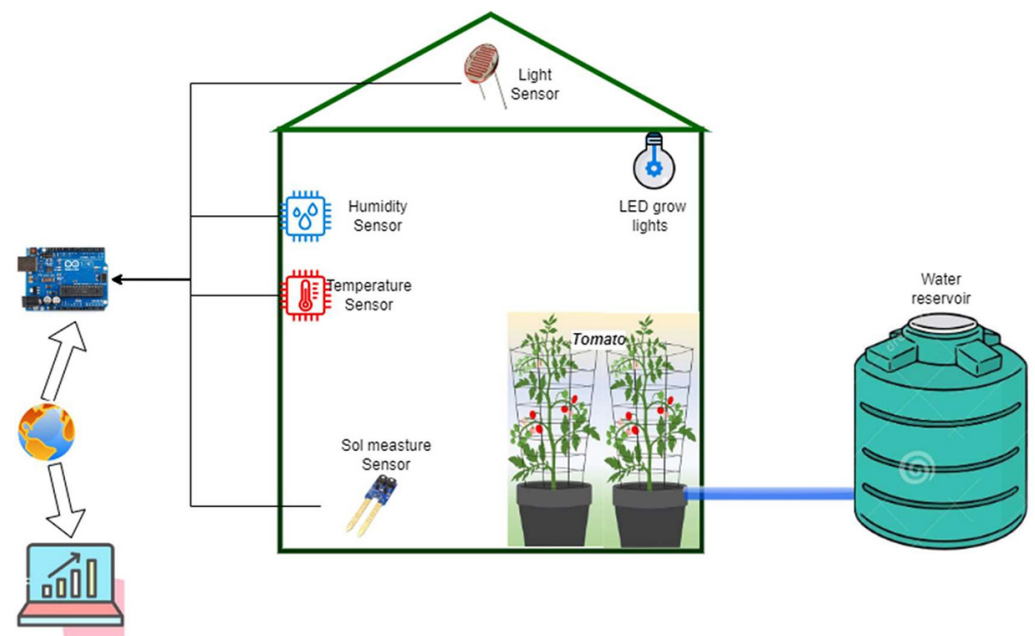 Light
Sensor
Humidity
Sensor
LED grow
lights
Temperature
Sensor
Water
reservoir
Tomato
Sol measture
Sensor